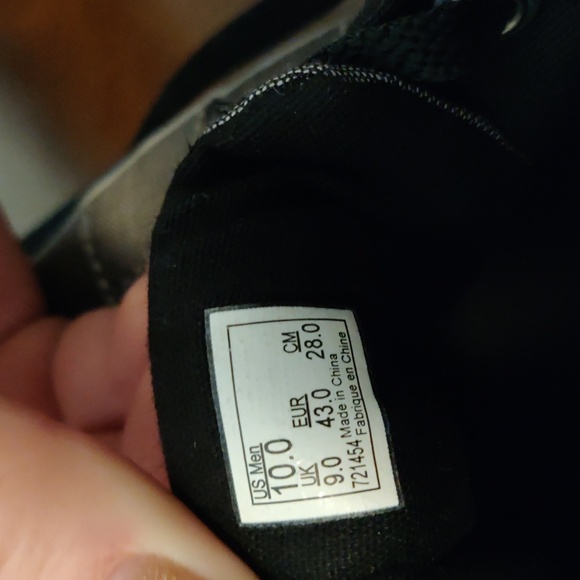 US Men
10.0
UK EUR CM
9.0 43.0 28.0
721454 Made in China
Fabrique en Chine